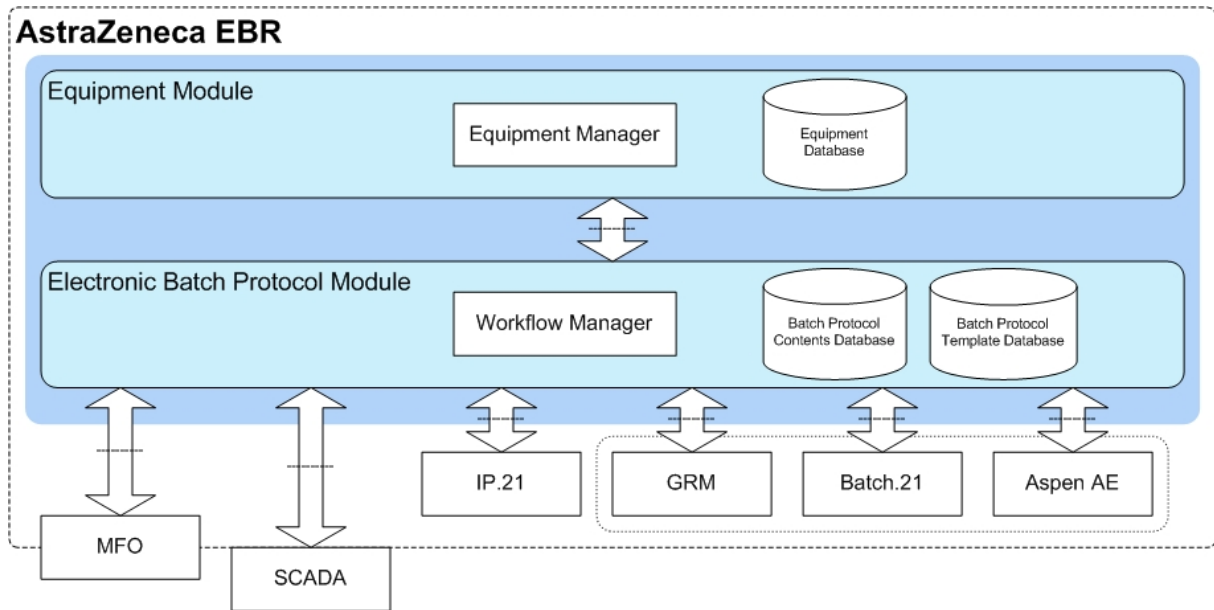 AstraZeneca EBR
Equipment Module
Equipment Manager
Equipment
Database
Electronic Batch Protocol Module
Workflow Manager
Batch Protocol
Contents Database
Batch Protocol
Template Database
IP.21
GRM
Batch.21
Aspen AE
MFO
SCADA